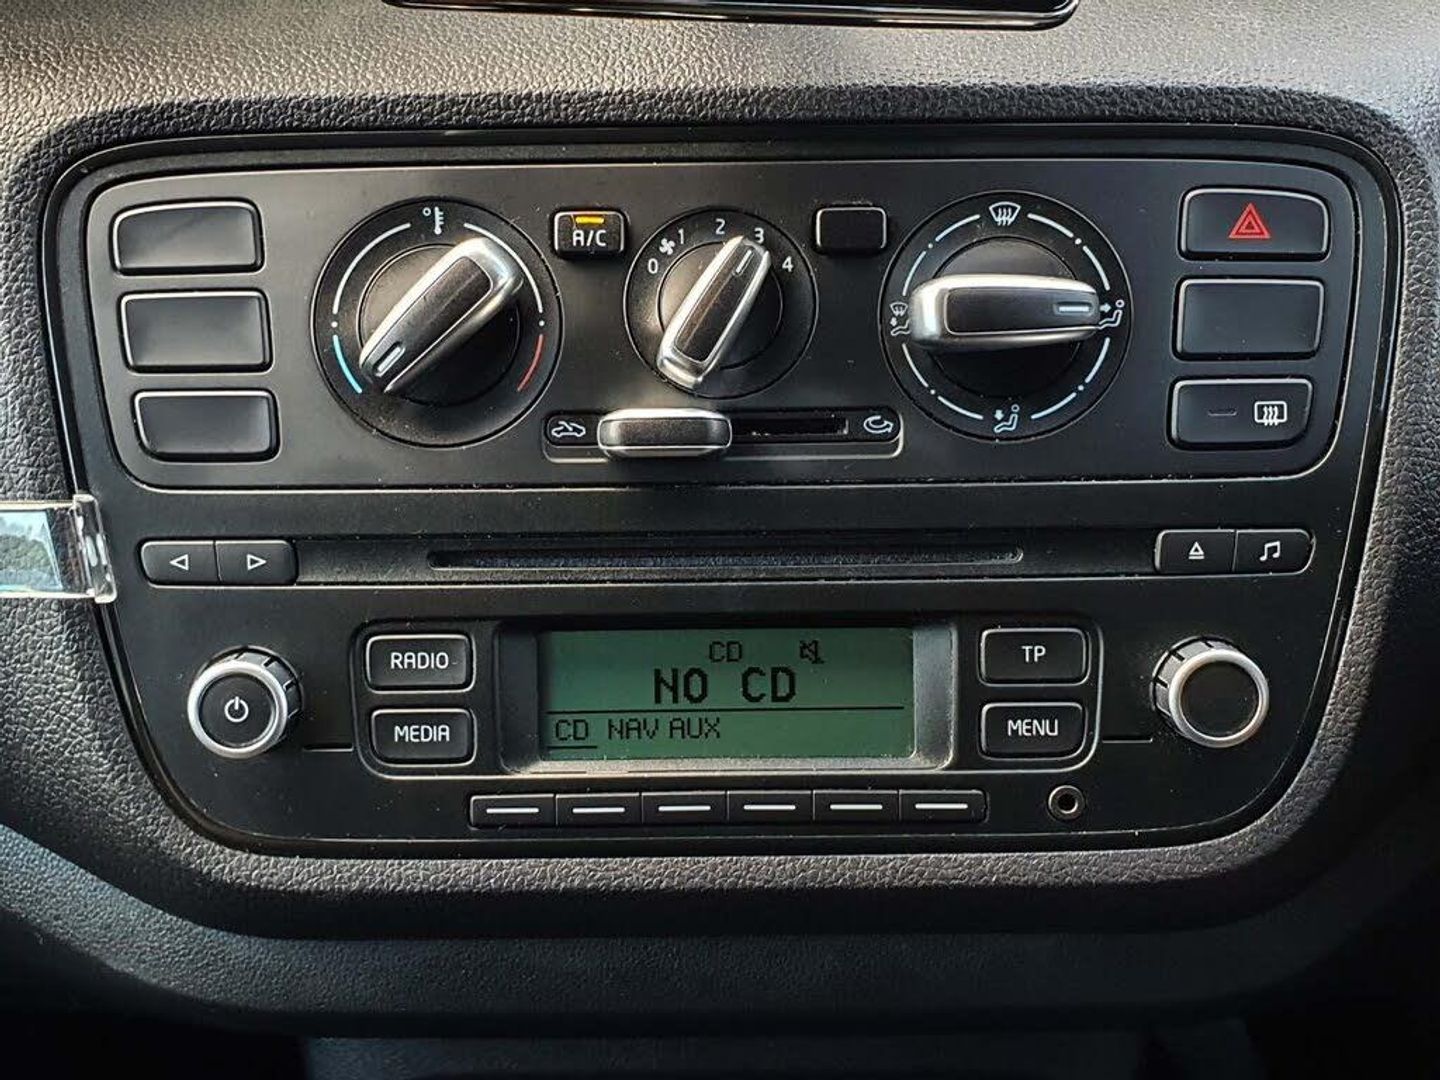 A/C
0 1 2 3 4
CD
RADIO
NO CD
TP
MEDIA
CD NAV AUX
MENU